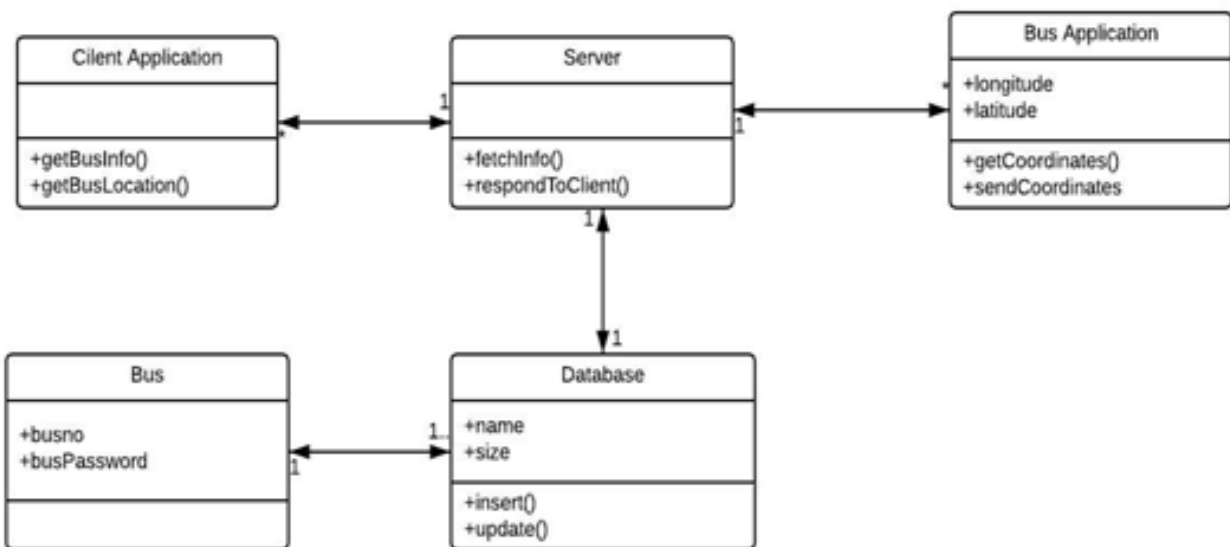 Cilent Application
+getBusInfo()
+getBusLocation()
1
*
Server
+fetchInfo()
+respondToClient()
1
*
Bus Application
+longitude
+latitude
+getCoordinates()
+sendCoordinates
1
1
Bus
+busno
+busPassword
1
1..
Database
+name
+size
+insert()
+update()